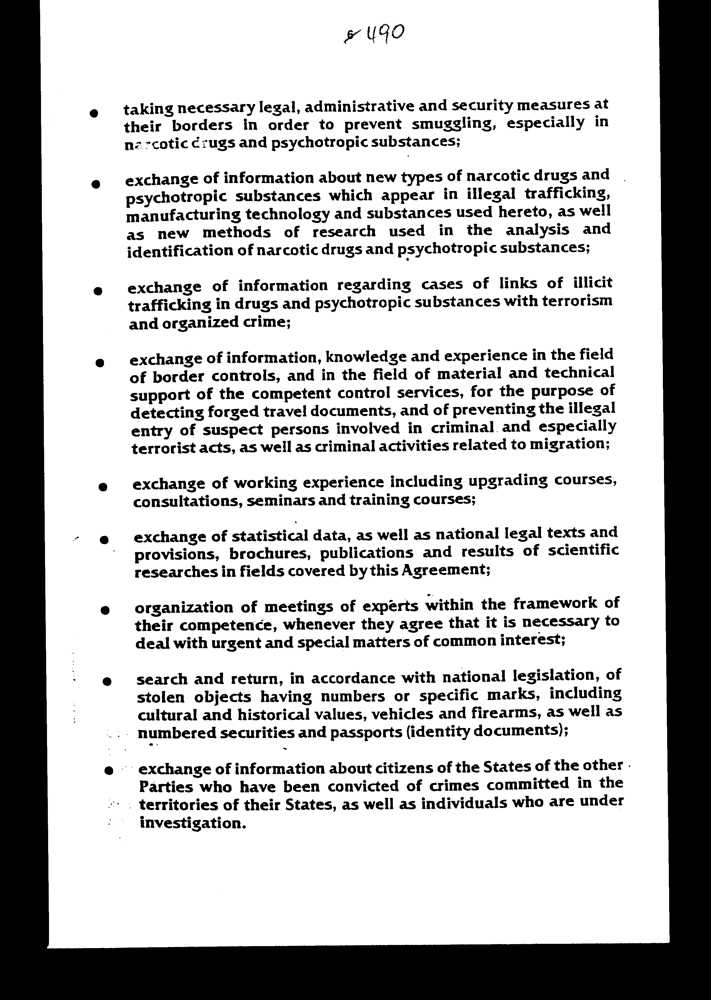 490
● taking necessary legal, administrative and security measures at
their borders in order to prevent smuggling, especially in
narcotic drugs and psychotropic substances;
● exchange of information about new types of narcotic drugs and
psychotropic substances which appear in illegal trafficking,
manufacturing technology and substances used hereto, as well
as new methods of research used in the analysis and
identification of narcotic drugs and psychotropic substances;
● exchange of information regarding cases of links of illicit
trafficking in drugs and psychotropic substances with terrorism
and organized crime;
● exchange of information, knowledge and experience in the field
of border controls, and in the field of material and technical
support of the competent control services, for the purpose of
detecting forged travel documents, and of preventing the illegal
entry of suspect persons involved in criminal and especially
terrorist acts, as well as criminal activities related to migration;
● exchange of working experience including upgrading courses,
consultations, seminars and training courses;
● exchange of statistical data, as well as national legal texts and
provisions, brochures, publications and results of scientific
researches in fields covered by this Agreement;
● organization of meetings of experts within the framework of
their competence, whenever they agree that it is necessary to
deal with urgent and special matters of common interest;
● search and return, in accordance with national legislation, of
stolen objects having numbers or specific marks, including
cultural and historical values, vehicles and firearms, as well as
numbered securities and passports (identity documents);
● exchange of information about citizens of the States of the other
Parties who have been convicted of crimes committed in the
territories of their States, as well as individuals who are under
investigation.